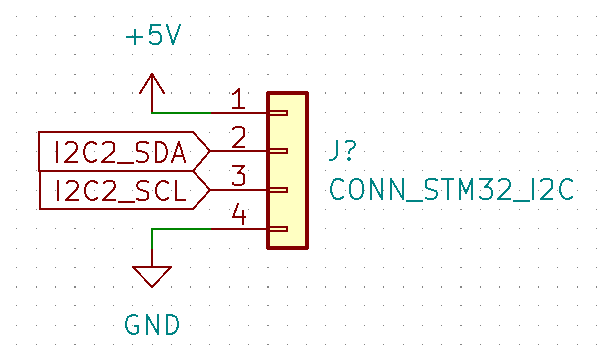 +5V
1
I2C2_SDA 2
I2C2_SCL 3
4
J?
CONN_STM32_I2C
GND